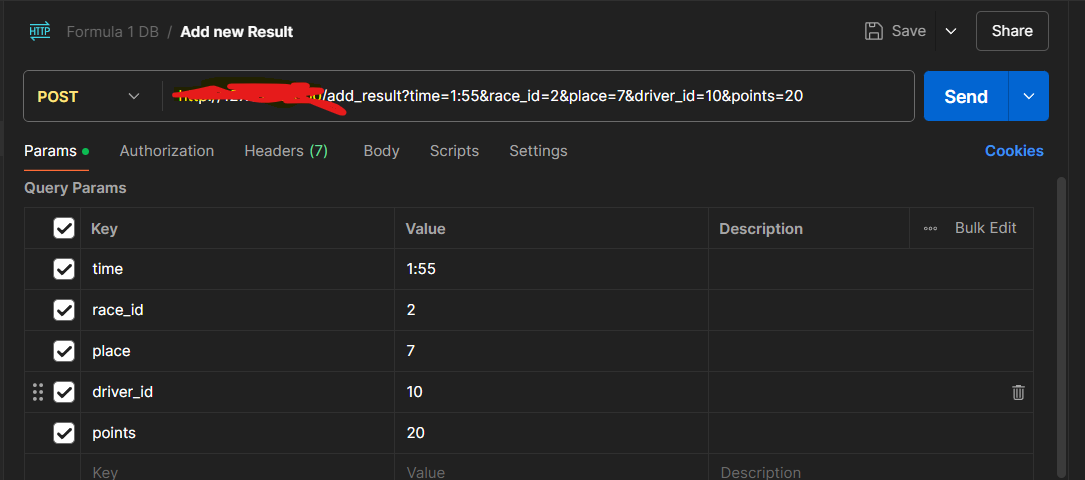 HTTP Formula 1 DB / Add new Result Save Share
POST /add_result?time=1:55&race_id=2&place=7&driver_id=10&points=20 Send
Params Authorization Headers (7) Body Scripts Settings Cookies
Query Params
Key Value Description Bulk Edit
time 1:55
race_id 2
place 7
driver_id 10
points 20
Key Value Description